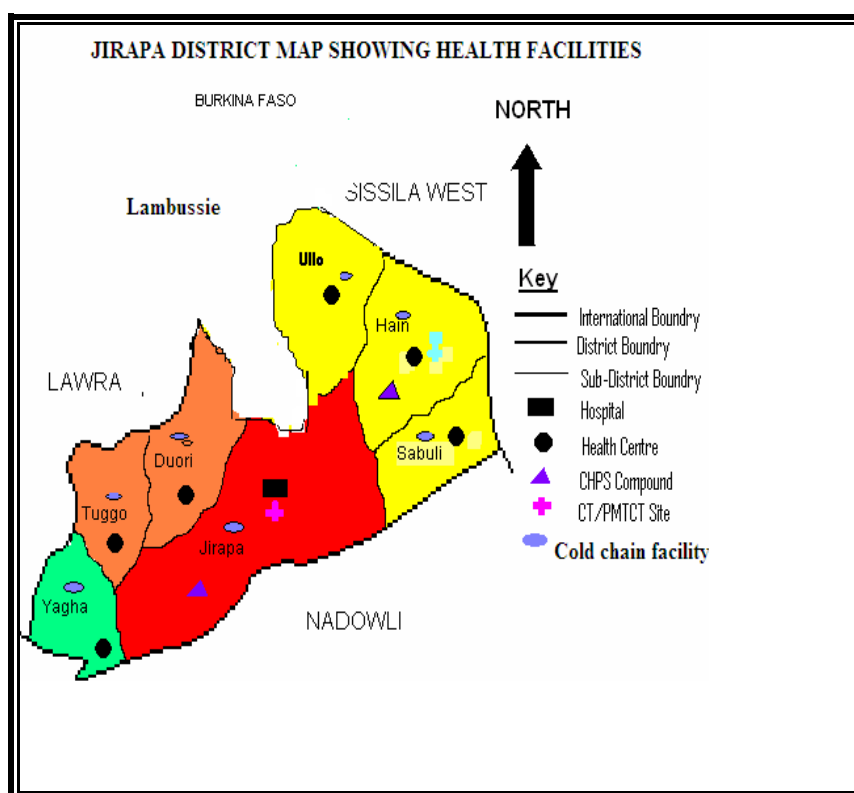 JIRAPA DISTRICT MAP SHOWING HEALTH FACILITIES
BURKINA FASO
NORTH
SISSILA WEST
Lambussie
Ullo
Key
Hain
International Boundry
District Boundry
LAWRA
Sub-District Boundry
Hospital
Sabuli
Health Centre
Duori
CHPS Compound
Tuggo
CT/PMTCT Site
Jirapa
Cold chain facility
Yagha
NADOWLI